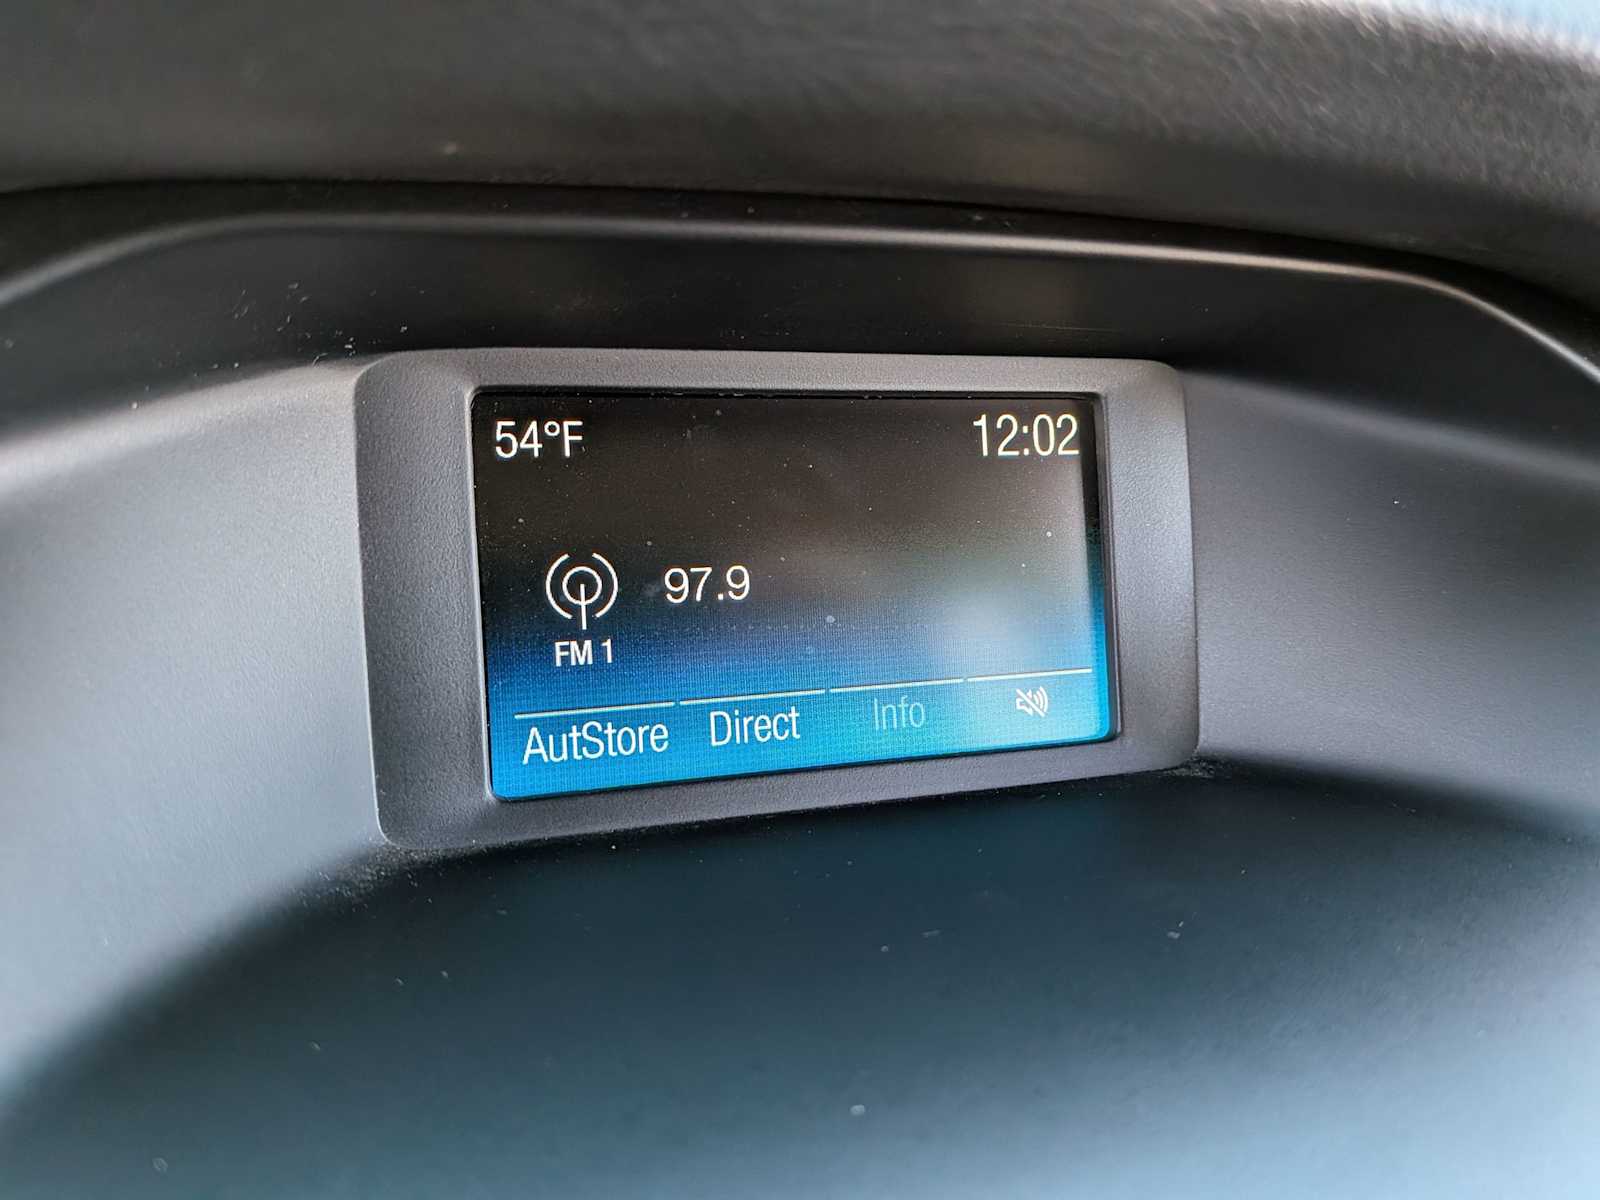 54°F
12:02
97.9
FM 1
AutStore
Direct
Info